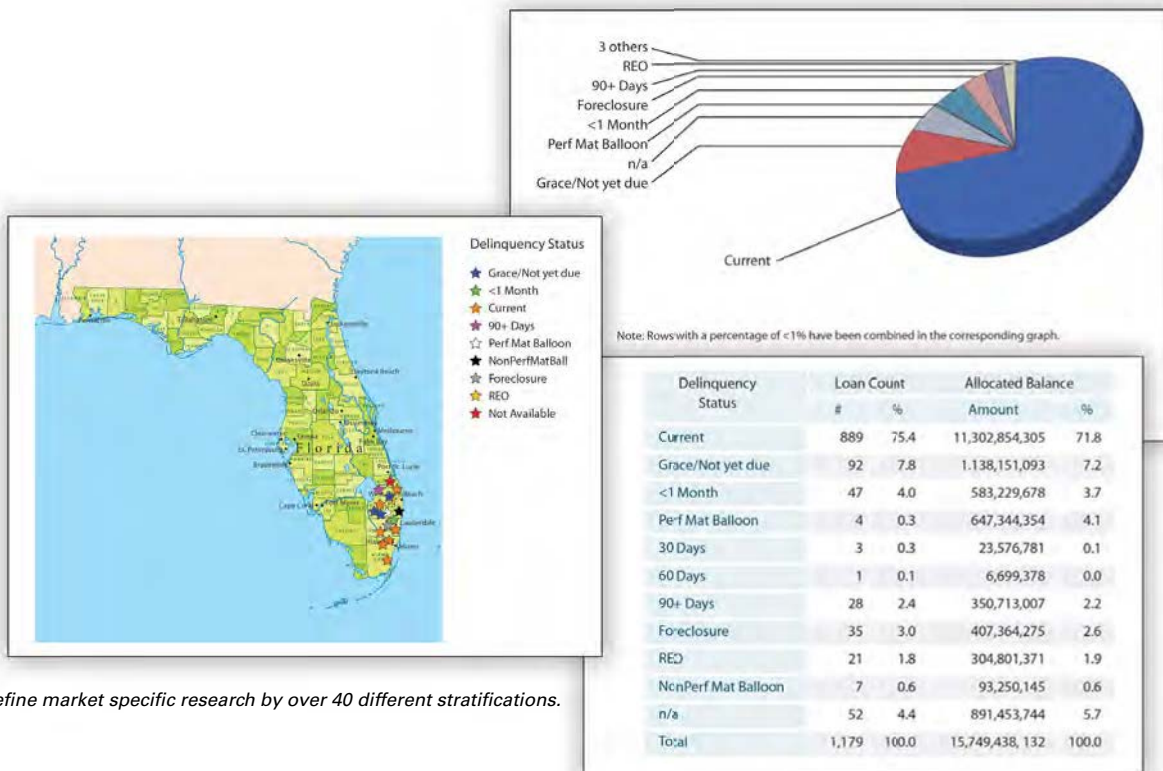 3 others
REO
90+ Days
Foreclosure
<1 Month
Perf Mat Balloon
n/a
Grace/Not yet due
Current
Note: Rows with a percentage of <1% have been combined in the corresponding graph.
Delinquency Status
Grace/Not yet due
<1 Month
Current
90+ Days
Perf Mat Balloon
NonPerfMatBall
Foreclosure
REO
Not Available
Florida
Delinquency Status Loan Count Allocated Balance
# % Amount %
Current 889 75.4 11,302,854,305 71.8
Grace/Not yet due 92 7.8 1.138,151,093 7.2
<1 Month 47 4.0 583,229,678 3.7
Perf Mat Balloon 4 0.3 647,344,354 4.1
30 Days 3 0.3 23,576,781 0.1
60 Days 1 0.1 6,699,378 0.0
90+ Days 28 2.4 350,713,007 2.2
Foreclosure 35 3.0 407,364,275 2.6
REO 21 1.8 304,801,371 1.9
NonPerf Mat Balloon 7 0.6 93,250,145 0.6
n/a 52 4.4 891,453,744 5.7
Total 1,179 100.0 15,749,438, 132 100.0
efine market specific research by over 40 different stratifications.